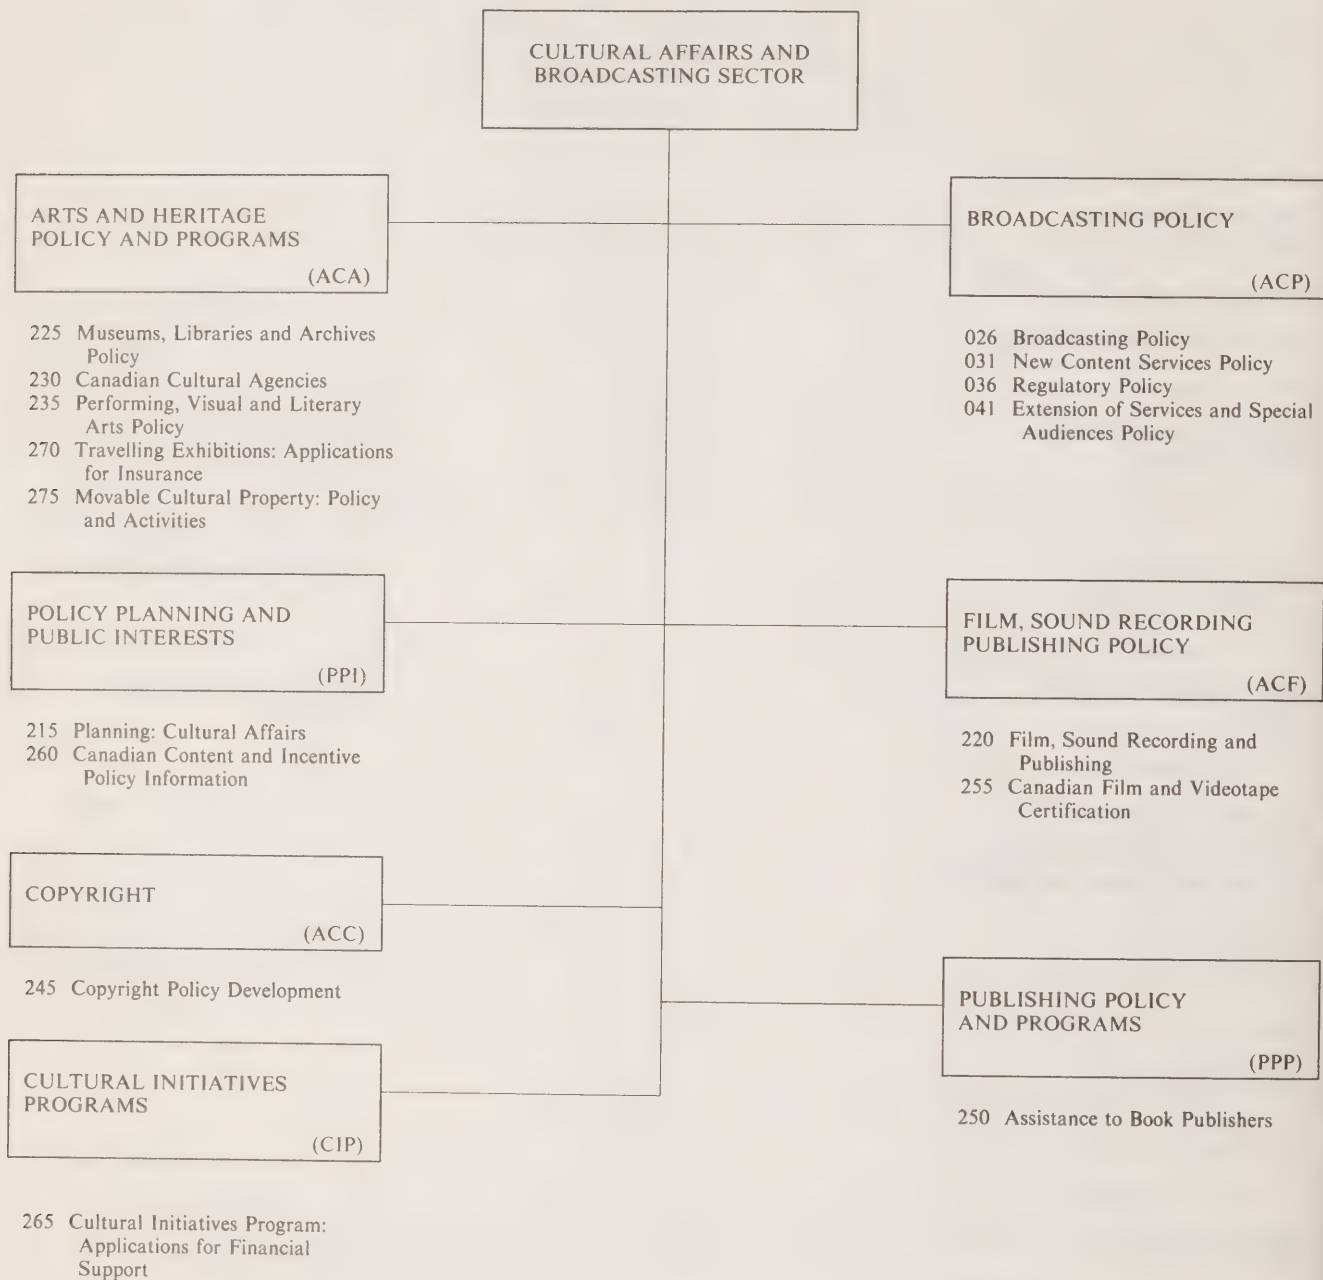 CULTURAL AFFAIRS AND
BROADCASTING SECTOR
ARTS AND HERITAGE
POLICY AND PROGRAMS
(ACA)
225 Museums, Libraries and Archives
Policy
230 Canadian Cultural Agencies
235 Performing, Visual and Literary
Arts Policy
270 Travelling Exhibitions: Applications
for Insurance
275 Movable Cultural Property: Policy
and Activities
BROADCASTING POLICY
(ACP)
026 Broadcasting Policy
031 New Content Services Policy
036 Regulatory Policy
041 Extension of Services and Special
Audiences Policy
POLICY PLANNING AND
PUBLIC INTERESTS
(PPI)
215 Planning: Cultural Affairs
260 Canadian Content and Incentive
Policy Information
FILM, SOUND RECORDING
PUBLISHING POLICY
(ACF)
220 Film, Sound Recording and
Publishing
255 Canadian Film and Videotape
Certification
COPYRIGHT
(ACC)
245 Copyright Policy Development
PUBLISHING POLICY
AND PROGRAMS
(PPP)
250 Assistance to Book Publishers
CULTURAL INITIATIVES
PROGRAMS
(CIP)
265 Cultural Initiatives Program:
Applications for Financial
Support